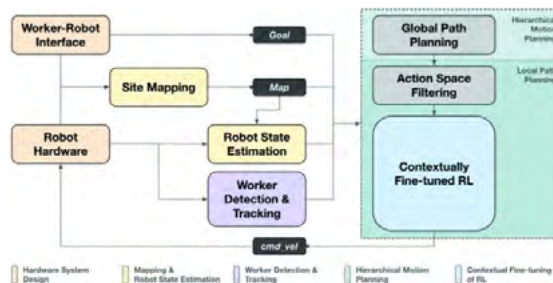 Worker-Robot
Interface
Goal
Hierarchical
Motion
Planning
Global Path
Planning
Local Path
Planning
Site Mapping
Map
Action Space
Filtering
Robot
Hardware
Robot State
Estimation
Contextually
Fine-tuned RL
Worker
Detection &
Tracking
cmd_vel
Hardware System
Design
Mapping &
Robot State Estimation
Worker Detection &
Tracking
Hierarchical Motion
Planning
Contextual Fine-tuning
of RL